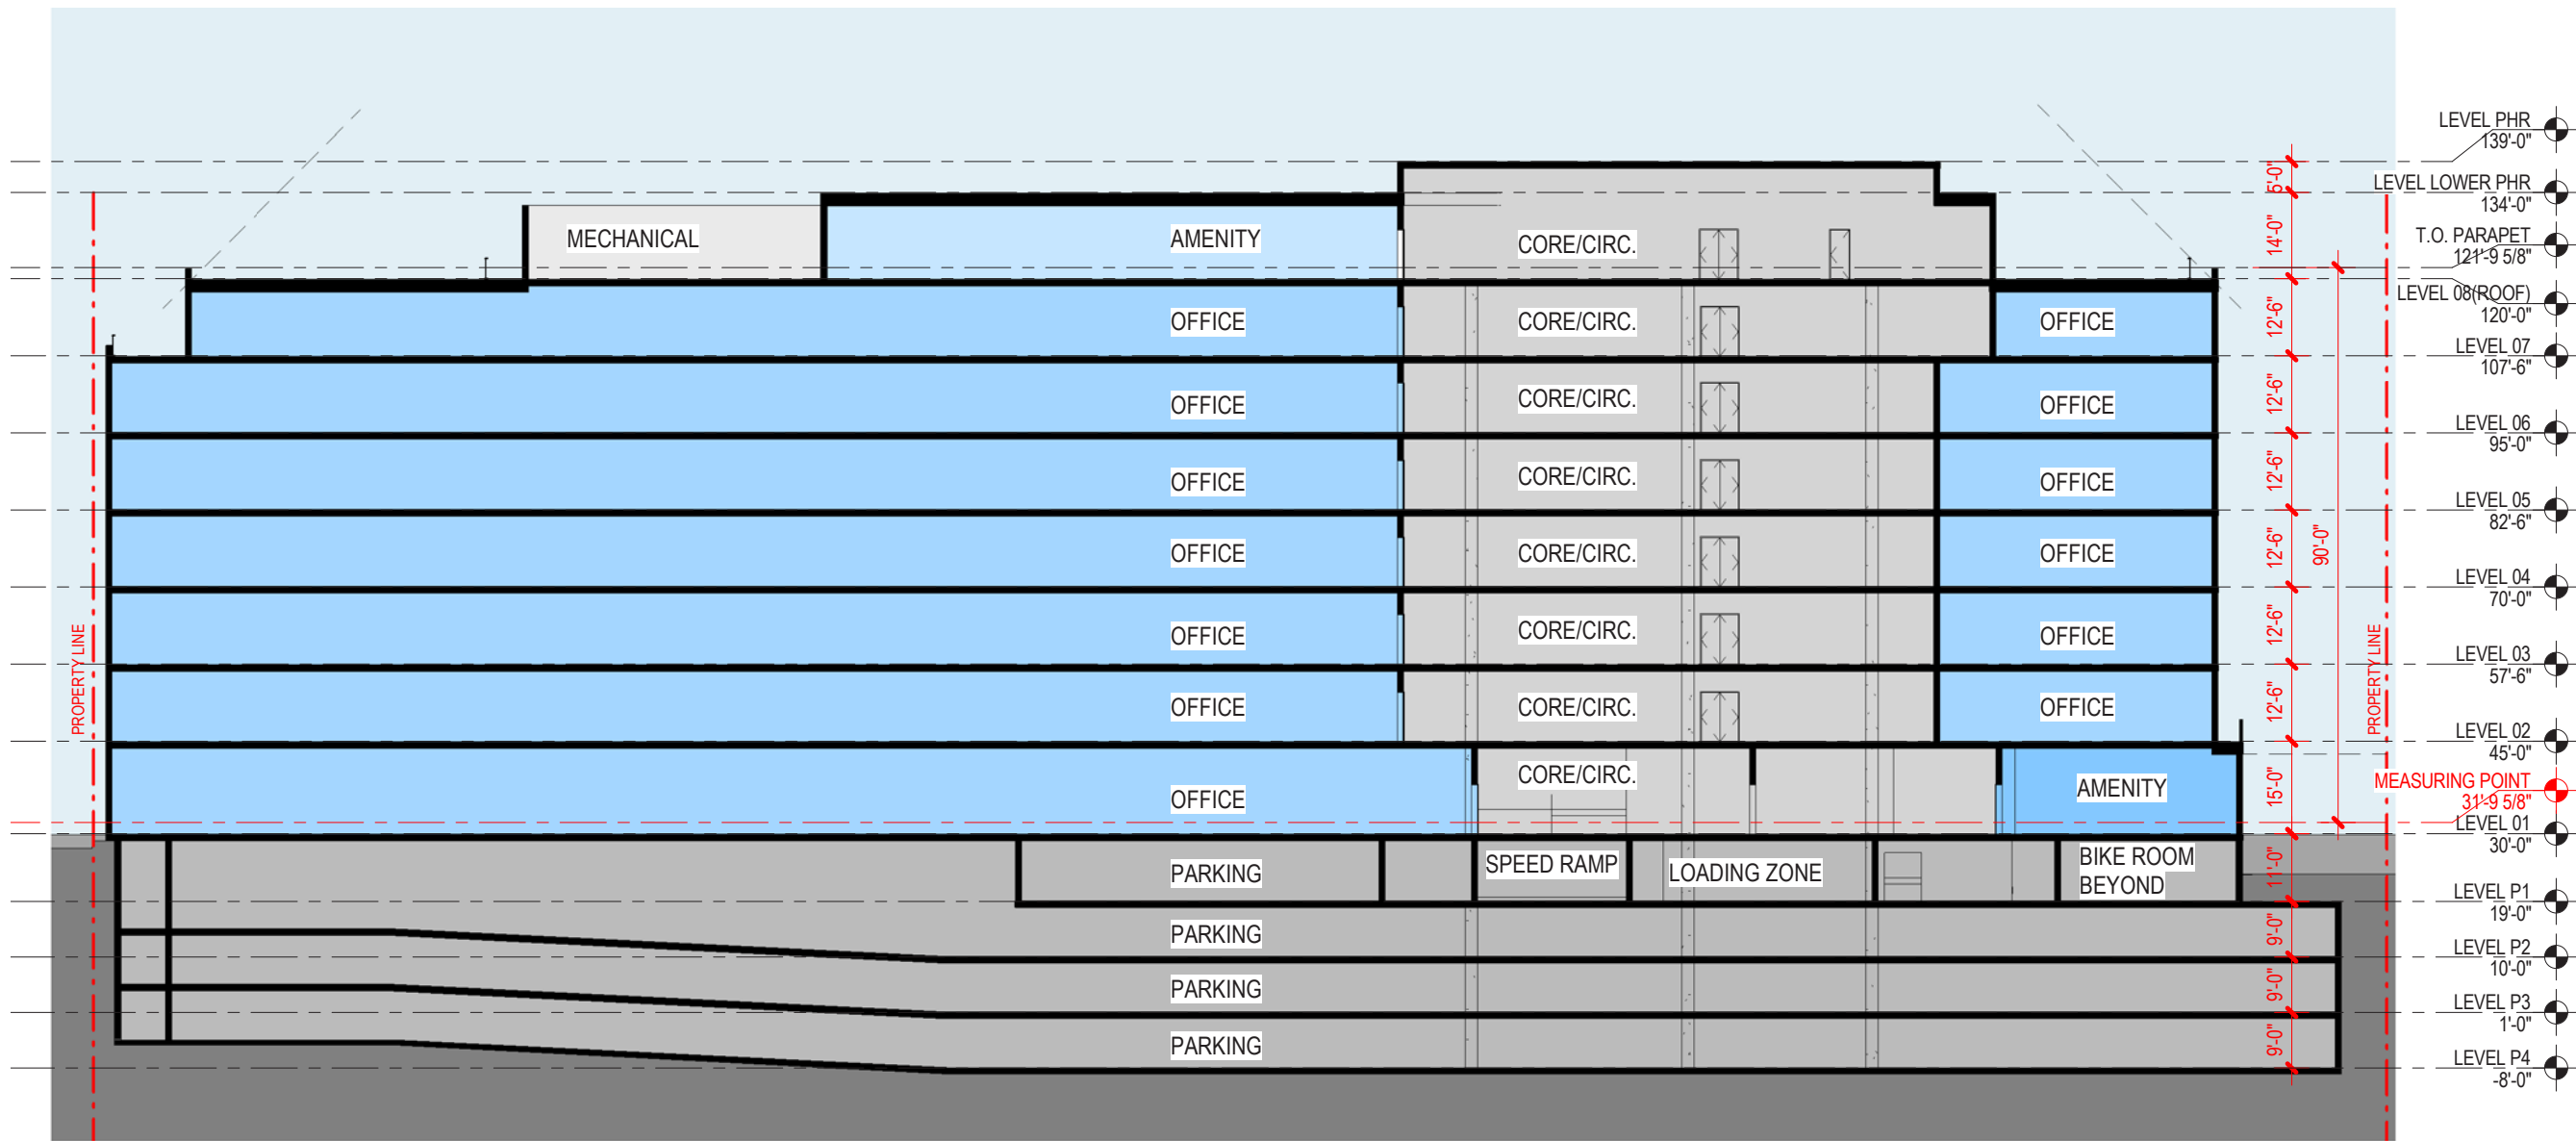 LEVEL PHR
139'-0"
5'-0"
LEVEL LOWER PHR
134'-0"
MECHANICAL
AMENITY
CORE/CIRC.
14'-0"
T.O. PARAPET
121'-9 5/8"
LEVEL 08(ROOF)
120'-0"
OFFICE
CORE/CIRC.
OFFICE
12'-6"
LEVEL 07
107'-6"
OFFICE
CORE/CIRC.
OFFICE
12'-6"
LEVEL 06
95'-0"
OFFICE
CORE/CIRC.
OFFICE
12'-6"
LEVEL 05
82'-6"
OFFICE
CORE/CIRC.
OFFICE
12'-6"
90'-0"
LEVEL 04
70'-0"
OFFICE
CORE/CIRC.
OFFICE
12'-6"
LEVEL 03
57'-6"
PROPERTY LINE
PROPERTY LINE
OFFICE
CORE/CIRC.
OFFICE
12'-6"
LEVEL 02
45'-0"
OFFICE
CORE/CIRC.
AMENITY
15'-0"
MEASURING POINT
31'-9 5/8"
LEVEL 01
30'-0"
PARKING
SPEED RAMP
LOADING ZONE
BIKE ROOM
BEYOND
11'-0"
LEVEL P1
19'-0"
PARKING
9'-0"
LEVEL P2
10'-0"
PARKING
9'-0"
LEVEL P3
1'-0"
PARKING
9'-0"
LEVEL P4
-8'-0"